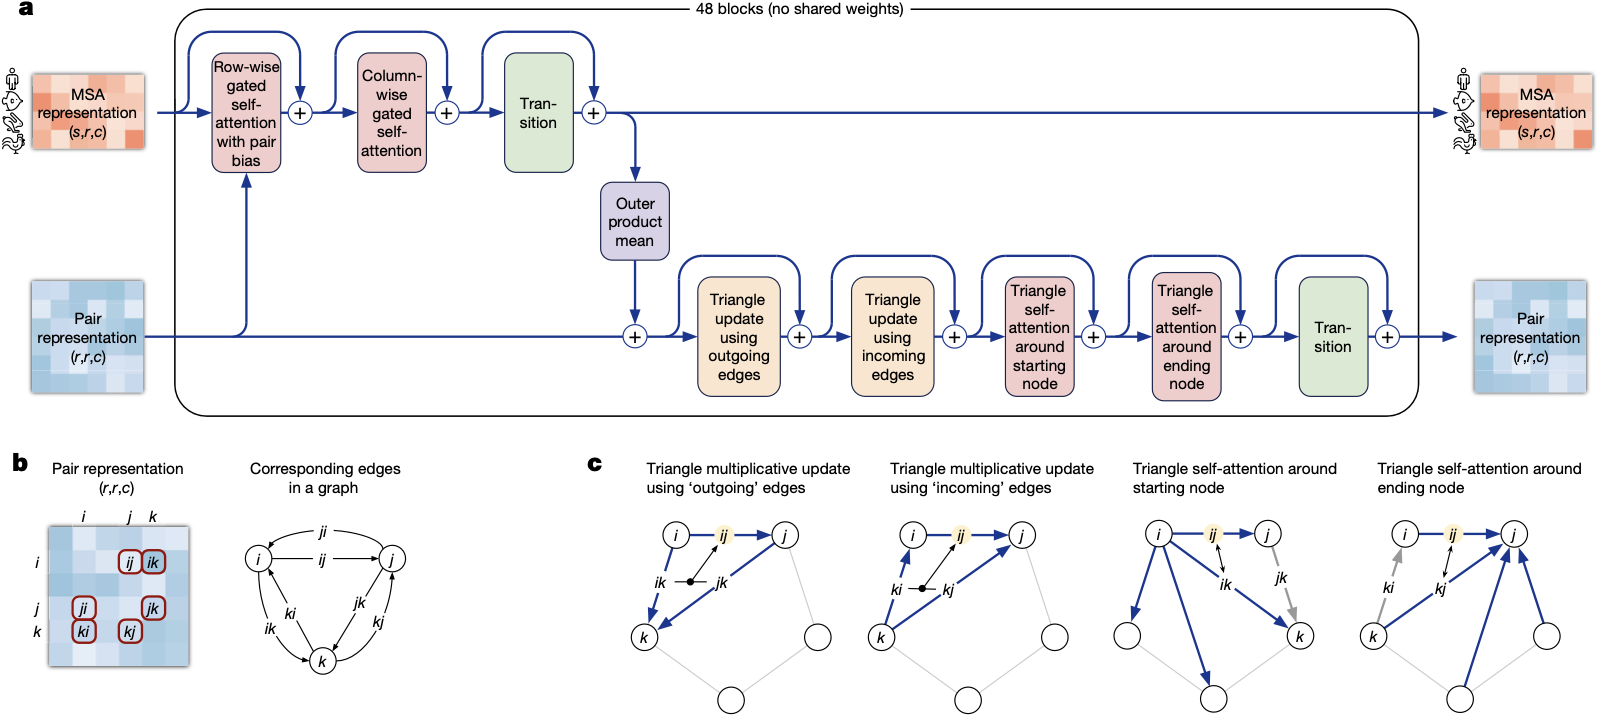 a
48 blocks (no shared weights)
MSA
representation
(s,r,c)
Row-wise
gated
self-
attention
with pair
bias
+
Column-
wise
gated
self-
attention
+
Tran-
sition
+
MSA
representation
(s,r,c)
Outer
product
mean
Pair
representation
(r,r,c)
+
Triangle
update
using
outgoing
edges
+
Triangle
update
using
incoming
edges
+
Triangle
self-
attention
around
starting
node
+
Triangle
self-
attention
around
ending
node
+
Tran-
sition
+
Pair
representation
(r,r,c)
b
Pair representation
(r,r,c)
i j k
i ij ik
j ji jk
k ki kj
Corresponding edges
in a graph
ji
i ij j
ki jk
ik kj
k
c
Triangle multiplicative update
using ‘outgoing’ edges
i ij j
ik jk
k
Triangle multiplicative update
using ‘incoming’ edges
i ij j
ki kj
k
Triangle self-attention around
starting node
i ij j
ik jk
k
Triangle self-attention around
ending node
i ij j
ki kj
k